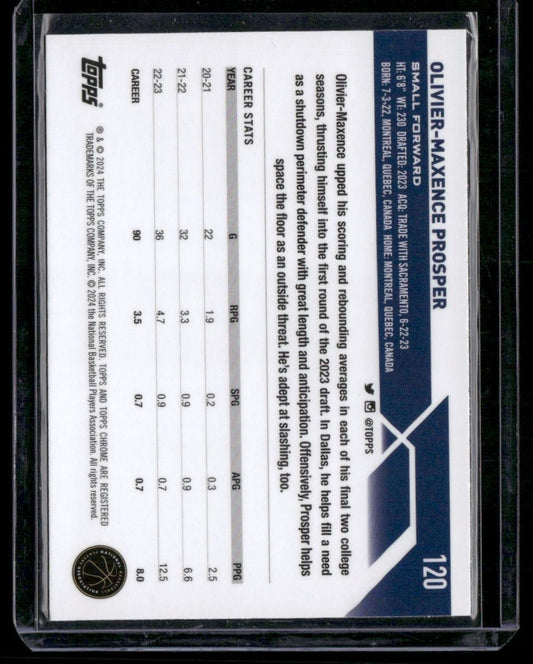 OLIVIER-MAXENCE PROSPER
120
SMALL FORWARD
HT: 6'8" WT: 230 DRAFTED: 2023 ACQ: TRADE WITH SACRAMENTO, 6-22-23
BORN: 7-3-22, MONTREAL, QUEBEC, CANADA HOME: MONTREAL, QUEBEC, CANADA
@TOPPS
Olivier-Maxence upped his scoring and rebounding averages in each of his final two college
seasons, thrusting himself into the first round of the 2023 draft. In Dallas, he helps fill a need
as a shutdown perimeter defender with great length and anticipation. Offensively, Prosper helps
space the floor as an outside threat. He's adept at slashing, too.
CAREER STATS
YEAR G RPG SPG APG PPG
20-21 22 1.9 0.2 0.3 2.5
21-22 32 3.3 0.9 0.9 6.6
22-23 36 4.7 0.9 0.7 12.5
CAREER 90 3.5 0.7 0.7 8.0
topps
® & © 2024 THE TOPPS COMPANY, INC. ALL RIGHTS RESERVED. TOPPS AND TOPPS CHROME ARE REGISTERED
TRADEMARKS OF THE TOPPS COMPANY, INC. © 2024 the National Basketball Players Association. All rights reserved.
NATIONAL BASKETBALL PLAYERS ASSOCIATION